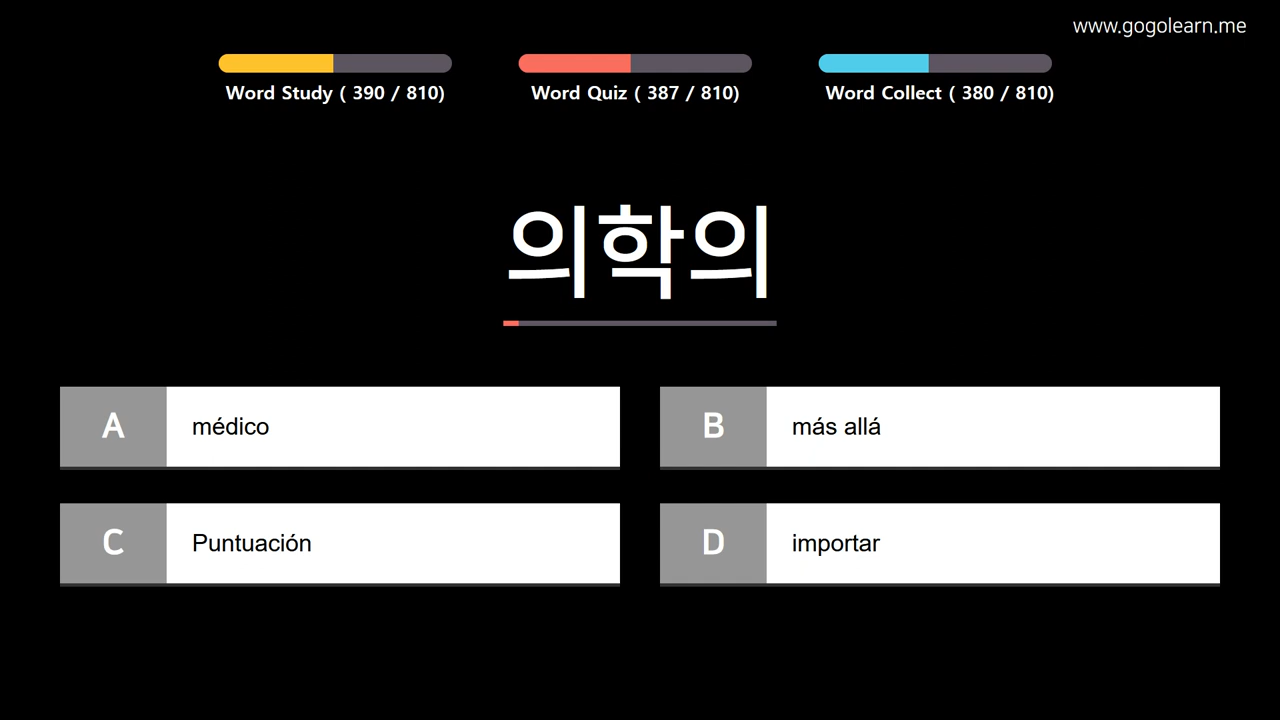 www.gogolearn.me
Word Study ( 390 / 810)
Word Quiz ( 387 / 810)
Word Collect ( 380 / 810)
의학의
A médico
B más allá
C Puntuación
D importar